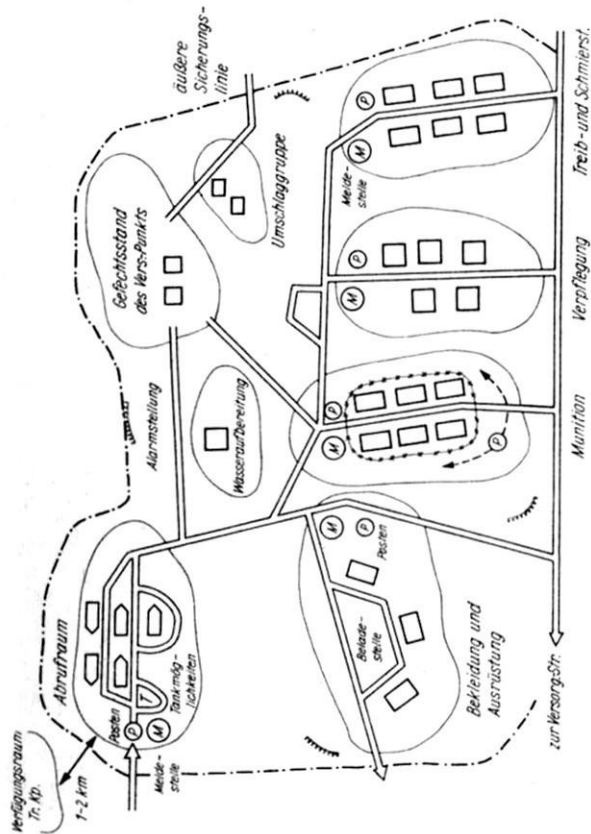 Verfügungsraum
Tr. Kp.
1-2 km
Abrufraum
Posten
P
M
Melde-
stelle
T
Tankmög-
lichkeiten
Alarmstellung
Gefechtsstand
des Vers.-Punkts
äußere
Sicherungs-
linie
Umschlaggruppe
Wasseraufbereitung
Belade-
stelle
M
P
Posten
Bekleidung und
Ausrüstung
M
P
P
Munition
M
P
Verpflegung
Melde-
stelle
M
P
Treib- und Schmierst.
zur Versorg.-Str.